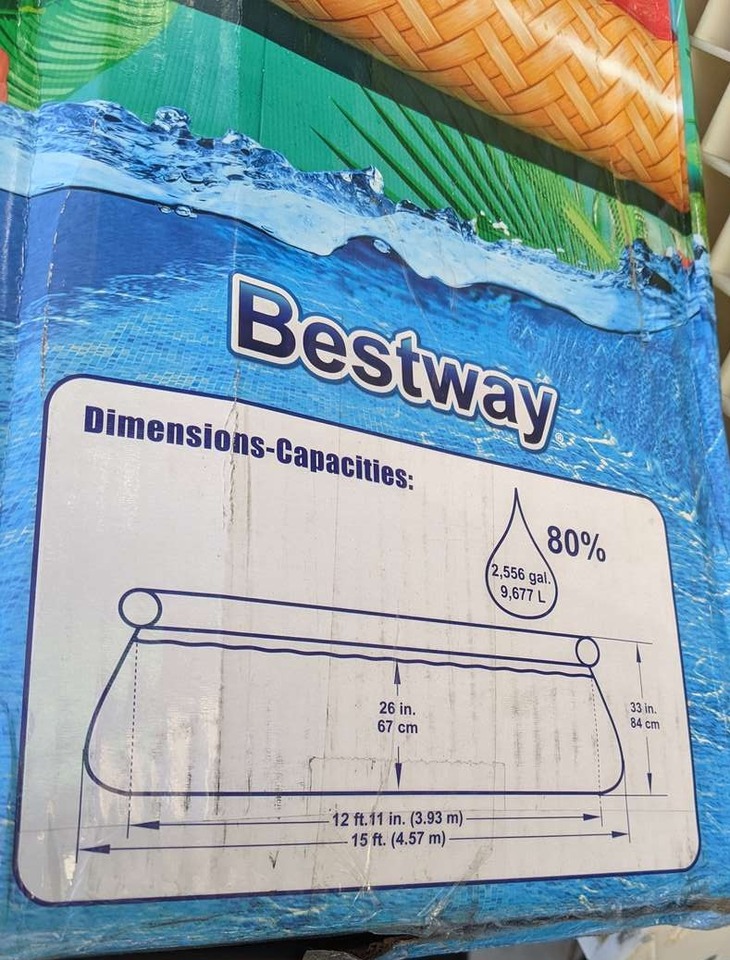 Bestway®
Dimensions-Capacities:
80%
2,556 gal.
9,677 L
26 in.
67 cm
33 in.
84 cm
12 ft.11 in. (3.93 m)
15 ft. (4.57 m)